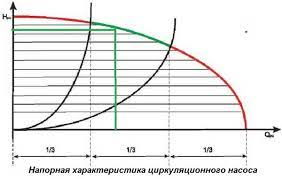 H
Q
1/3 1/3 1/3
Напорная характеристика циркуляционного насоса